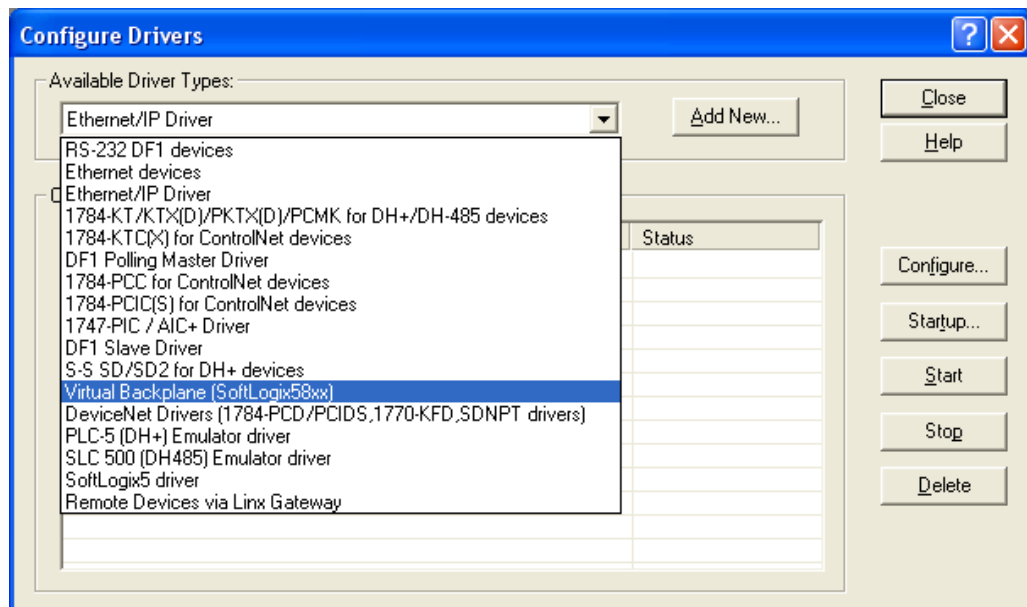 Configure Drivers
Available Driver Types:
Ethernet/IP Driver
Add New...
Close
Help
RS-232 DF1 devices
Ethernet devices
Ethernet/IP Driver
1784-KT/KTX(D)/PKTX(D)/PCMK for DH+/DH-485 devices
1784-KTC(X) for ControlNet devices
DF1 Polling Master Driver
1784-PCC for ControlNet devices
1784-PCIC(S) for ControlNet devices
1747-PIC / AIC+ Driver
DF1 Slave Driver
S-S SD/SD2 for DH+ devices
Virtual Backplane (SoftLogix58xx)
DeviceNet Drivers (1784-PCD/PCIDS,1770-KFD,SDNPT drivers)
PLC-5 (DH+) Emulator driver
SLC 500 (DH485) Emulator driver
SoftLogix5 driver
Remote Devices via Linx Gateway
Status
Configure...
Startup...
Start
Stop
Delete